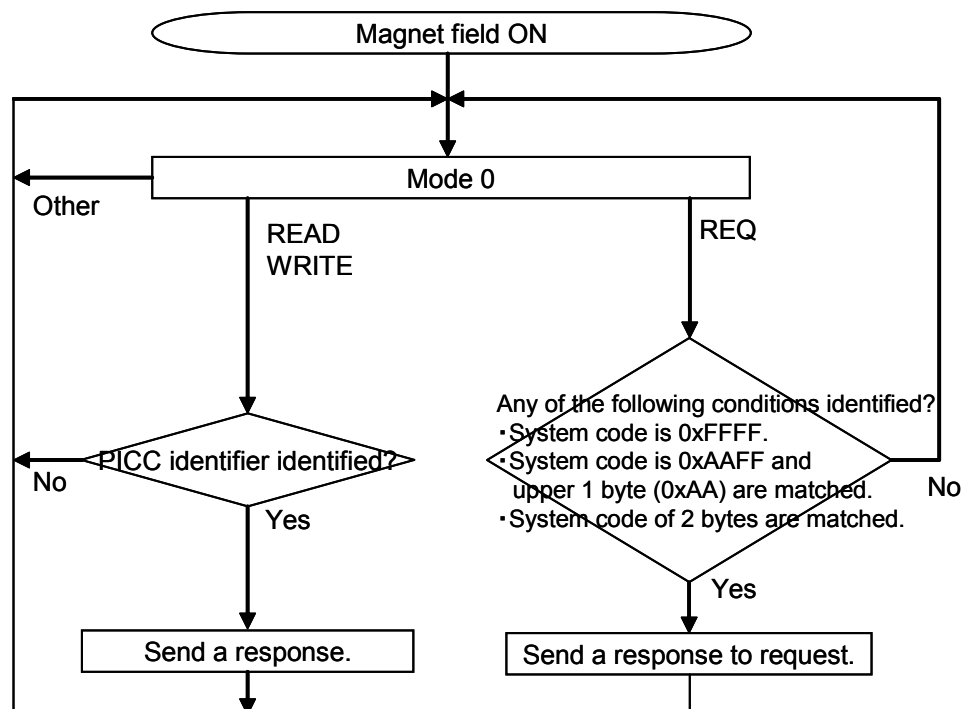 Magnet field ON
Mode 0
Other
READ
WRITE
REQ
Any of the following conditions identified?
・System code is 0xFFFF.
・System code is 0xAAFF and
upper 1 byte (0xAA) are matched.
・System code of 2 bytes are matched.
PICC identifier identified?
No
No
Yes
Yes
Send a response.
Send a response to request.